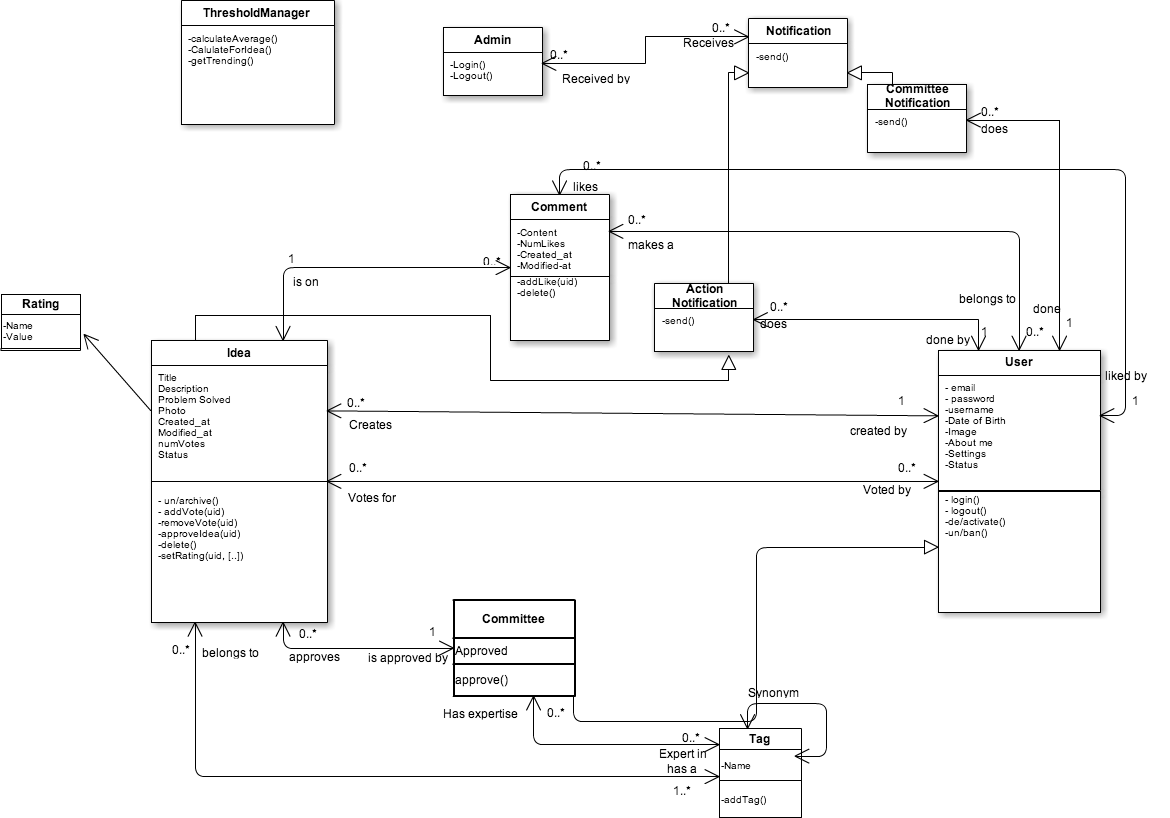 ThresholdManager
-calculateAverage()
-CalulateForIdea()
-getTrending()
Admin
-Login()
-Logout()
0..*
Received by
0..*
Receives
Notification
-send()
Committee
Notification
-send()
0..*
does
0..*
likes
Comment
-Content
-NumLikes
-Created_at
-Modified-at
-addLike(uid)
-delete()
0..*
makes a
1
is on
0..*
Action
Notification
-send()
0..*
does
belongs to
done
1
0..*
1
done by
liked by
1
Rating
-Name
-Value
Idea
Title
Description
Problem Solved
Photo
Created_at
Modified_at
numVotes
Status
- un/archive()
- addVote(uid)
-removeVote(uid)
-approveIdea(uid)
-delete()
-setRating(uid, [..])
0..*
Creates
1
created by
0..*
Votes for
0..*
Voted by
User
- email
- password
-username
-Date of Birth
-Image
-About me
-Settings
-Status
- login()
- logout()
-de/activate()
-un/ban()
0..*
belongs to
0..*
approves
1
is approved by
Committee
Approved
approve()
Has expertise
0..*
Synonym
0..*
Expert in
has a
1..*
Tag
-Name
-addTag()